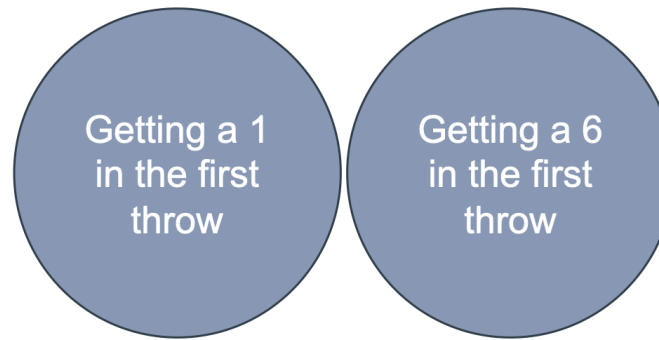 Getting a 1
in the first
throw
Getting a 6
in the first
throw